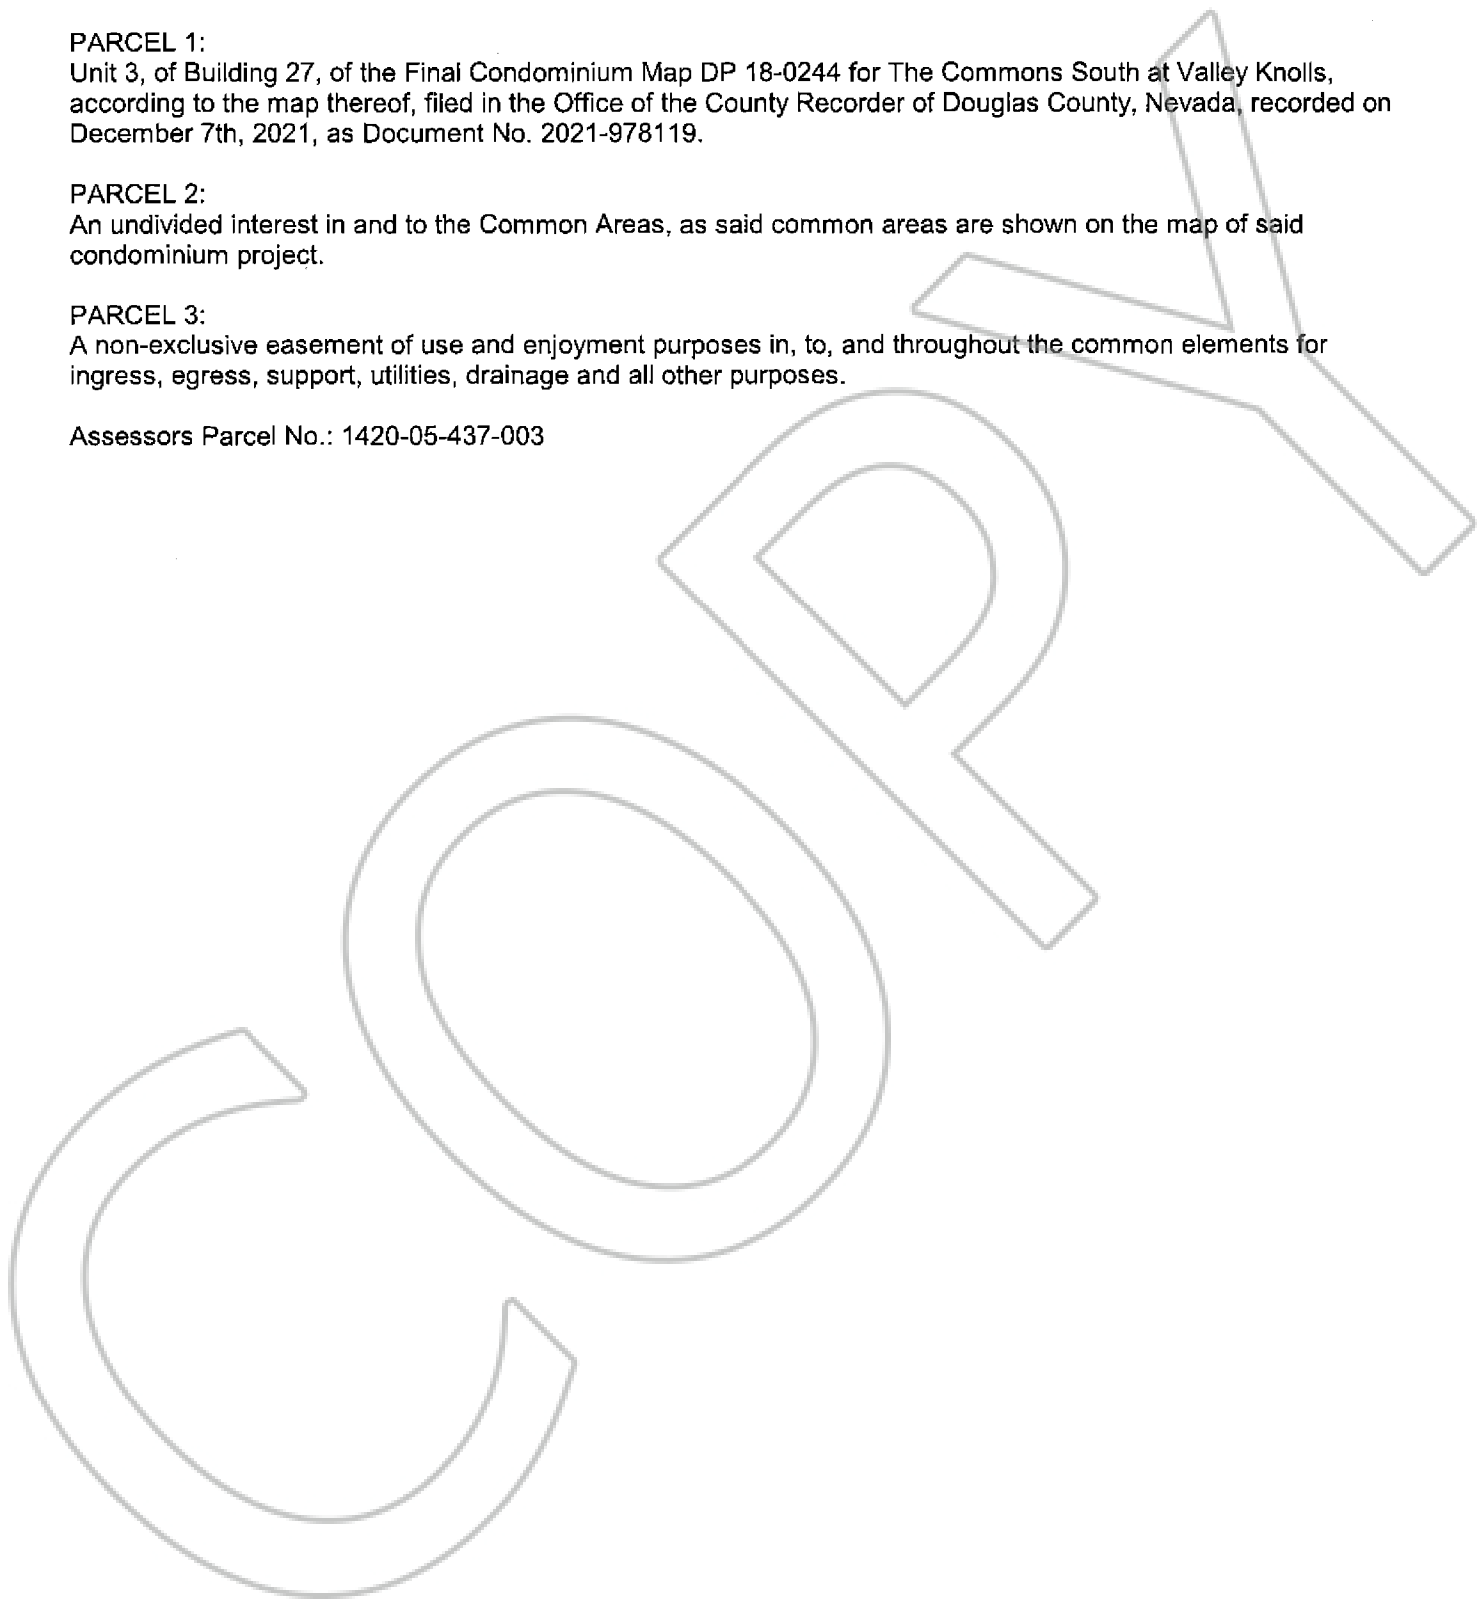 PARCEL 1:
Unit 3, of Building 27, of the Final Condominium Map DP 18-0244 for The Commons South at Valley Knolls,
according to the map thereof, filed in the Office of the County Recorder of Douglas County, Nevada, recorded on
December 7th, 2021, as Document No. 2021-978119.
PARCEL 2:
An undivided interest in and to the Common Areas, as said common areas are shown on the map of said
condominium project.
PARCEL 3:
A non-exclusive easement of use and enjoyment purposes in, to, and throughout the common elements for
ingress, egress, support, utilities, drainage and all other purposes.
Assessors Parcel No.: 1420-05-437-003
COPY